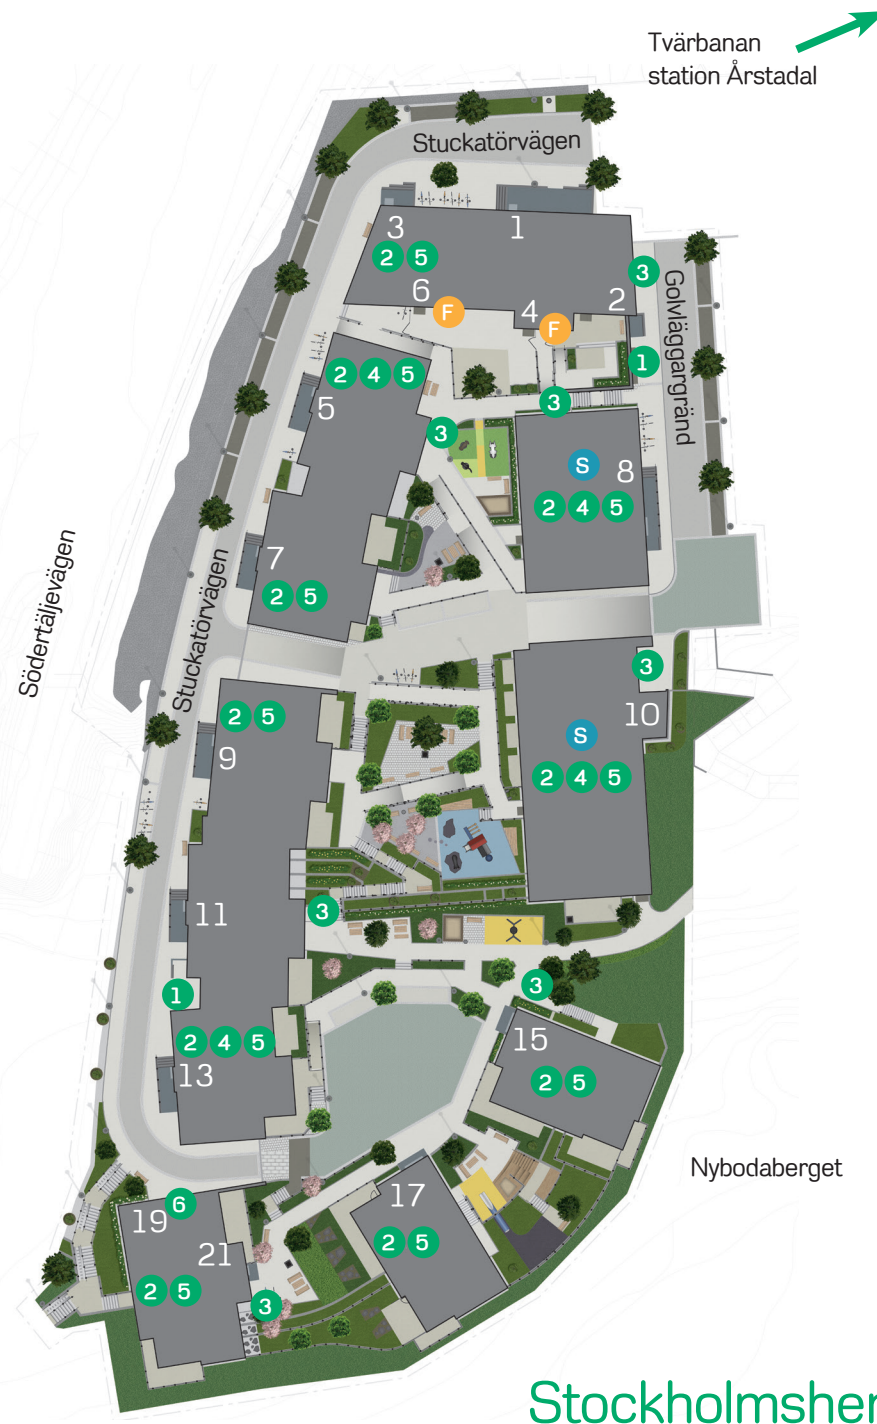 Tvärbanan
station Årstadal
Stuckatörvägen
3
1
2 5
3
6
F
4
2
F
Golvläggargränd
1
2 4 5
5
3
3
S
8
2 4 5
7
2 5
Södertäljevägen
Stuckatörvägen
3
2 5
9
10
S
2 4 5
11
3
1
3
15
2 4 5
13
2 5
Nybodaberget
17
6
19
21
2 5
2 5
3
Stockholmshem